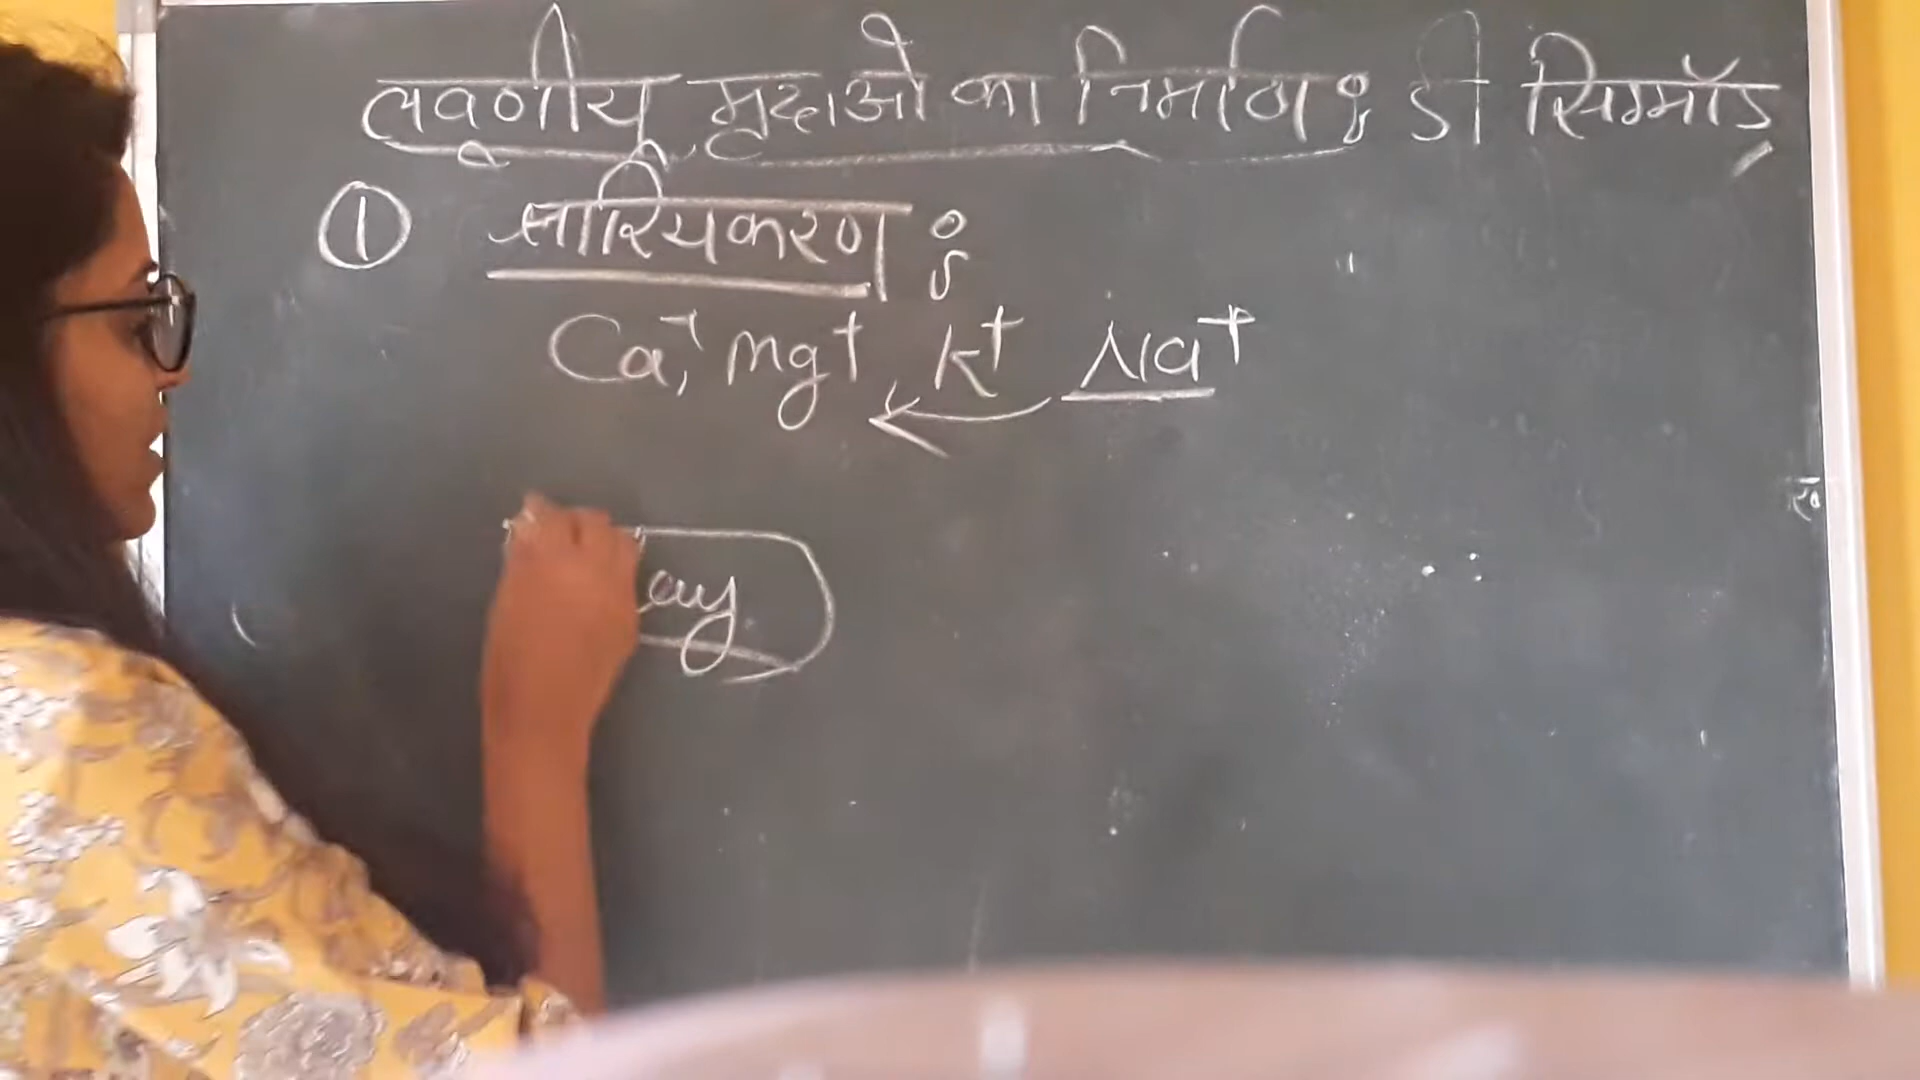 लवणीय मृदाओ का निर्माण : डी सिग्मॉड
① क्षारियकरण :
Ca⁺, Mg⁺ K⁺ Na⁺